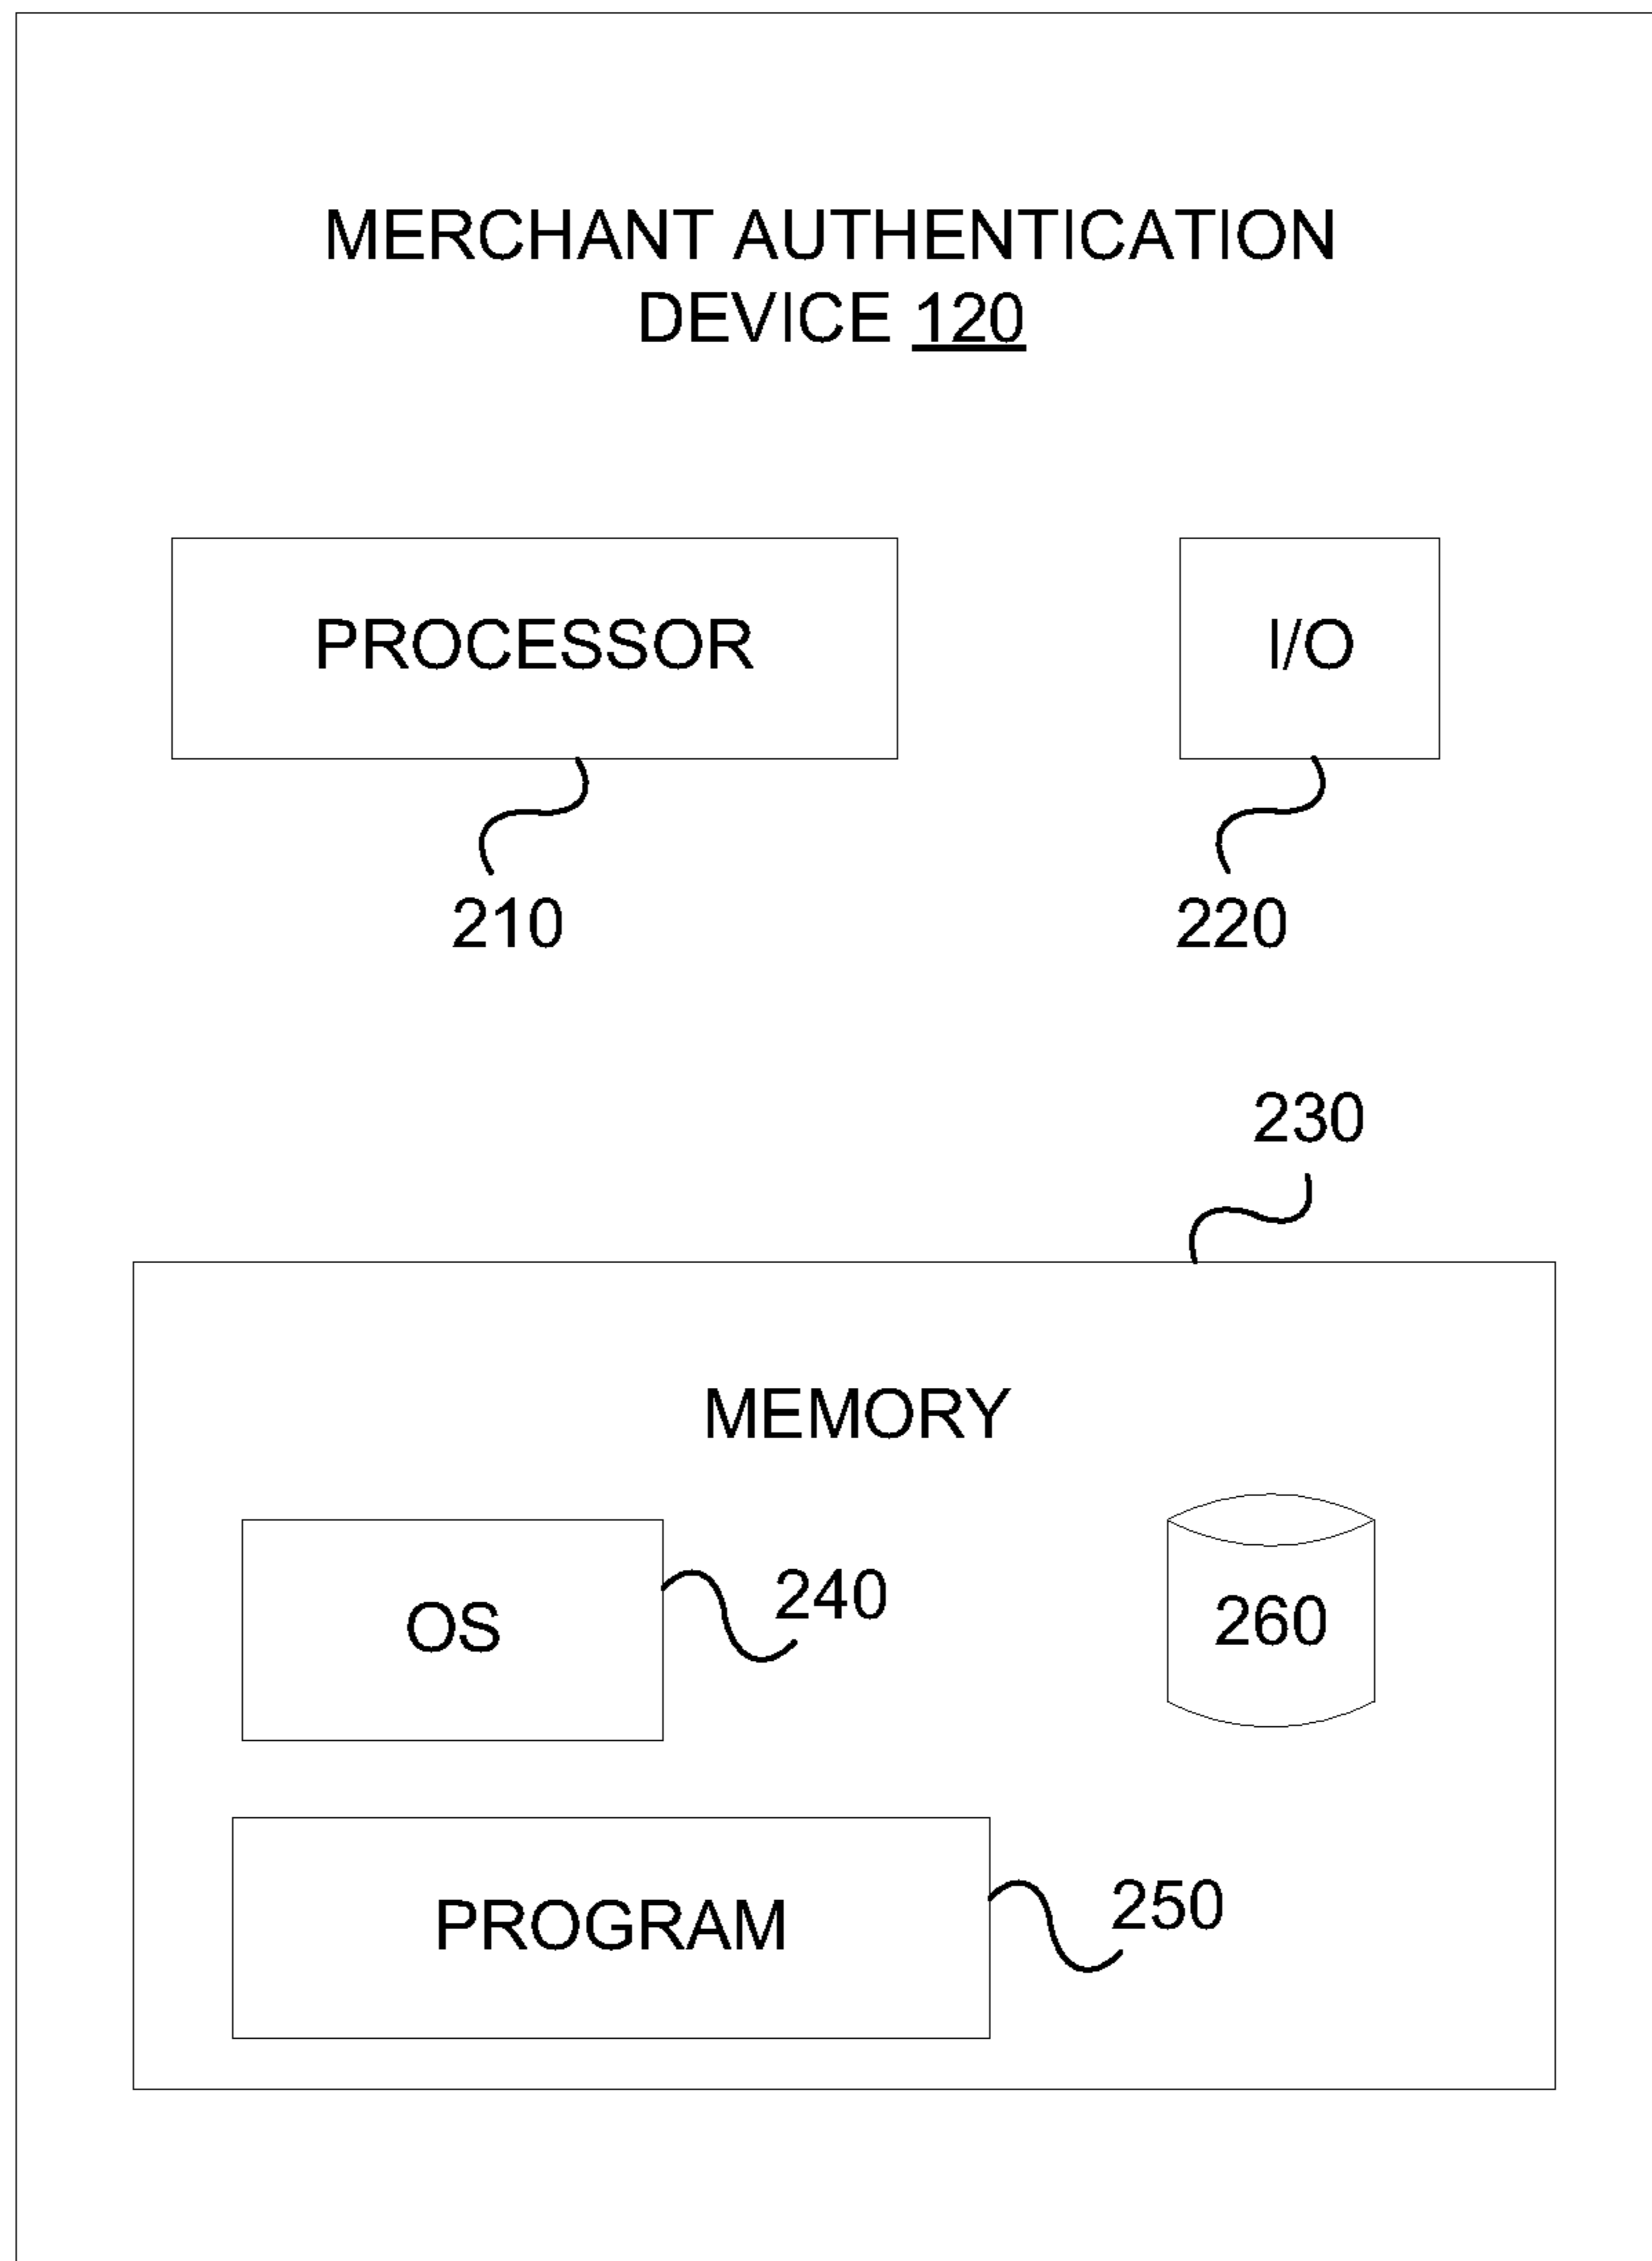 MERCHANT AUTHENTICATION
DEVICE 120
PROCESSOR
I/O
210
220
230
MEMORY
OS
240
260
PROGRAM
250